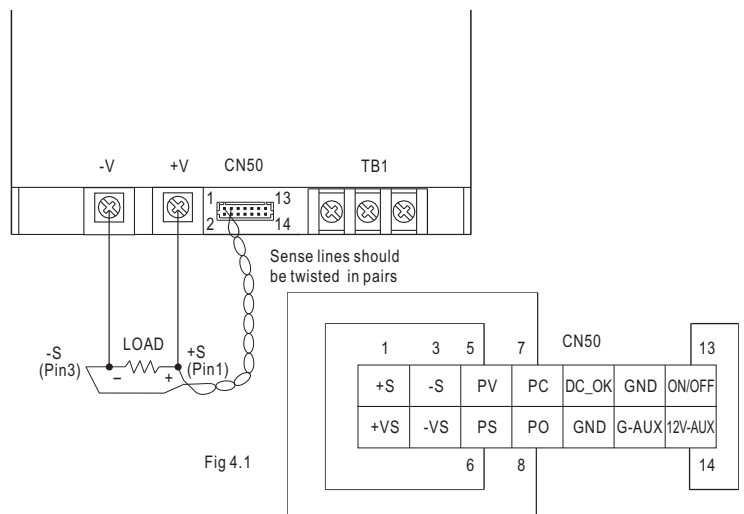 -V +V CN50 TB1
1 13
2 14
Sense lines should
be twisted in pairs
-S
(Pin3)
LOAD
+S
(Pin1)
− +
Fig 4.1
CN50
1 3 5 7 13
+S -S PV PC DC_OK GND ON/OFF
+VS -VS PS PO GND G-AUX 12V-AUX
6 8 14